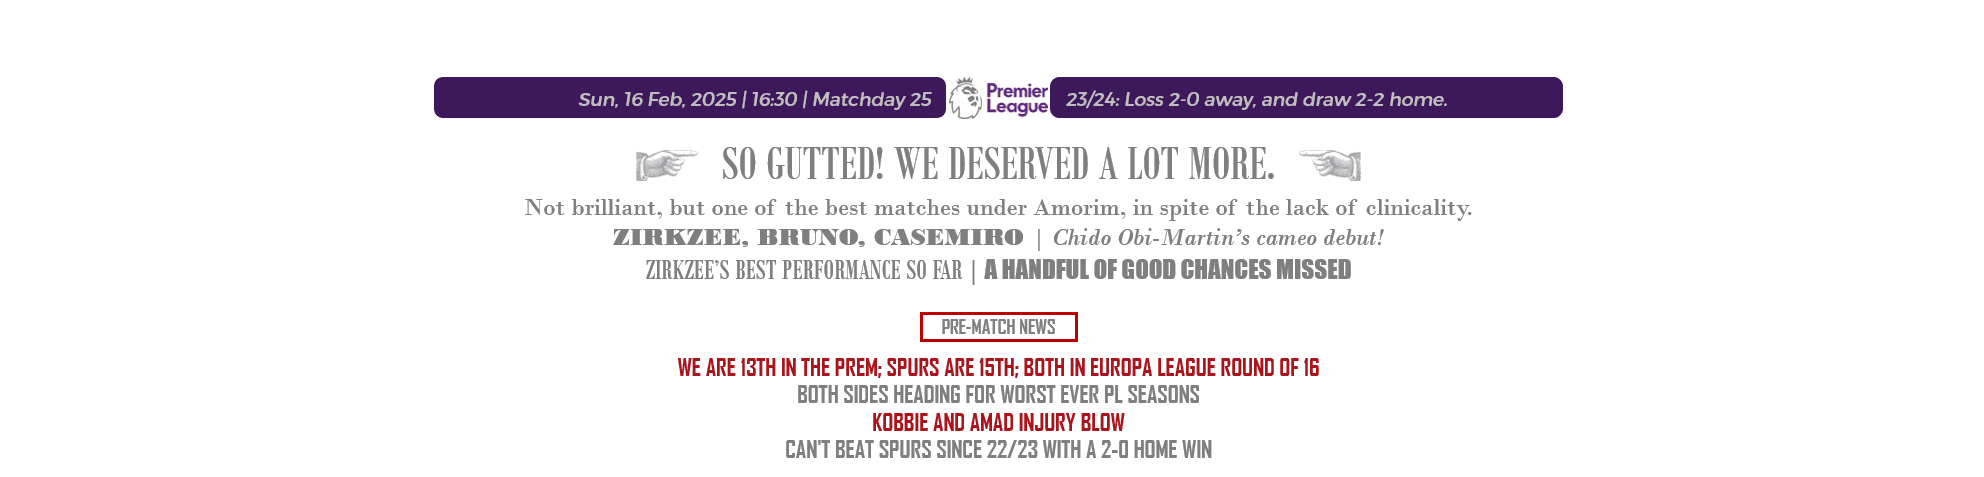 Sun, 16 Feb, 2025 | 16:30 | Matchday 25
Premier League
23/24: Loss 2-0 away, and draw 2-2 home.
SO GUTTED! WE DESERVED A LOT MORE.
Not brilliant, but one of the best matches under Amorim, in spite of the lack of clinicality.
ZIRKZEE, BRUNO, CASEMIRO | Chido Obi-Martin’s cameo debut!
ZIRKZEE’S BEST PERFORMANCE SO FAR | A HANDFUL OF GOOD CHANCES MISSED
PRE-MATCH NEWS
WE ARE 13TH IN THE PREM; SPURS ARE 15TH; BOTH IN EUROPA LEAGUE ROUND OF 16
BOTH SIDES HEADING FOR WORST EVER PL SEASONS
KOBBIE AND AMAD INJURY BLOW
CAN'T BEAT SPURS SINCE 22/23 WITH A 2-0 HOME WIN